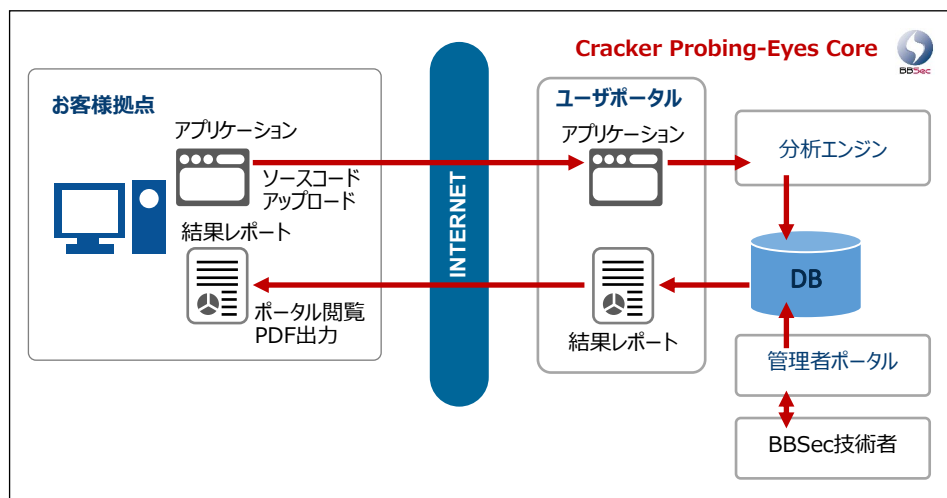 Cracker Probing-Eyes Core
BBSec
お客様拠点
アプリケーション
ソースコード
アップロード
結果レポート
ポータル閲覧
PDF出力
INTERNET
ユーザポータル
アプリケーション
結果レポート
分析エンジン
DB
管理者ポータル
BBSec技術者